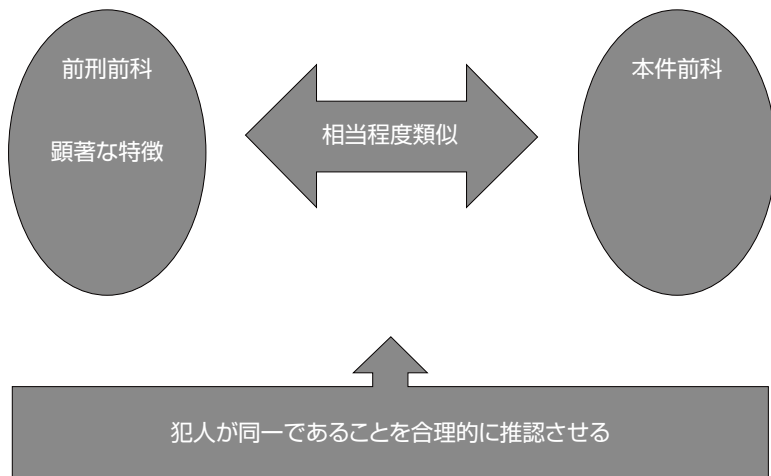 前刑前科
顕著な特徴
相当程度類似
本件前科
犯人が同一であることを合理的に推認させる